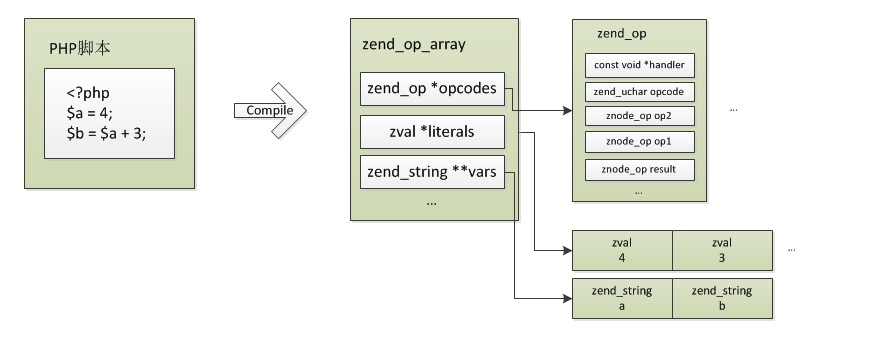 PHP脚本
<?php
$a = 4;
$b = $a + 3;
Compile
zend_op_array
zend_op *opcodes
zval *literals
zend_string **vars
...
zend_op
const void *handler
zend_uchar opcode
znode_op op2
znode_op op1
znode_op result
...
...
zval
4
zval
3
...
zend_string
a
zend_string
b